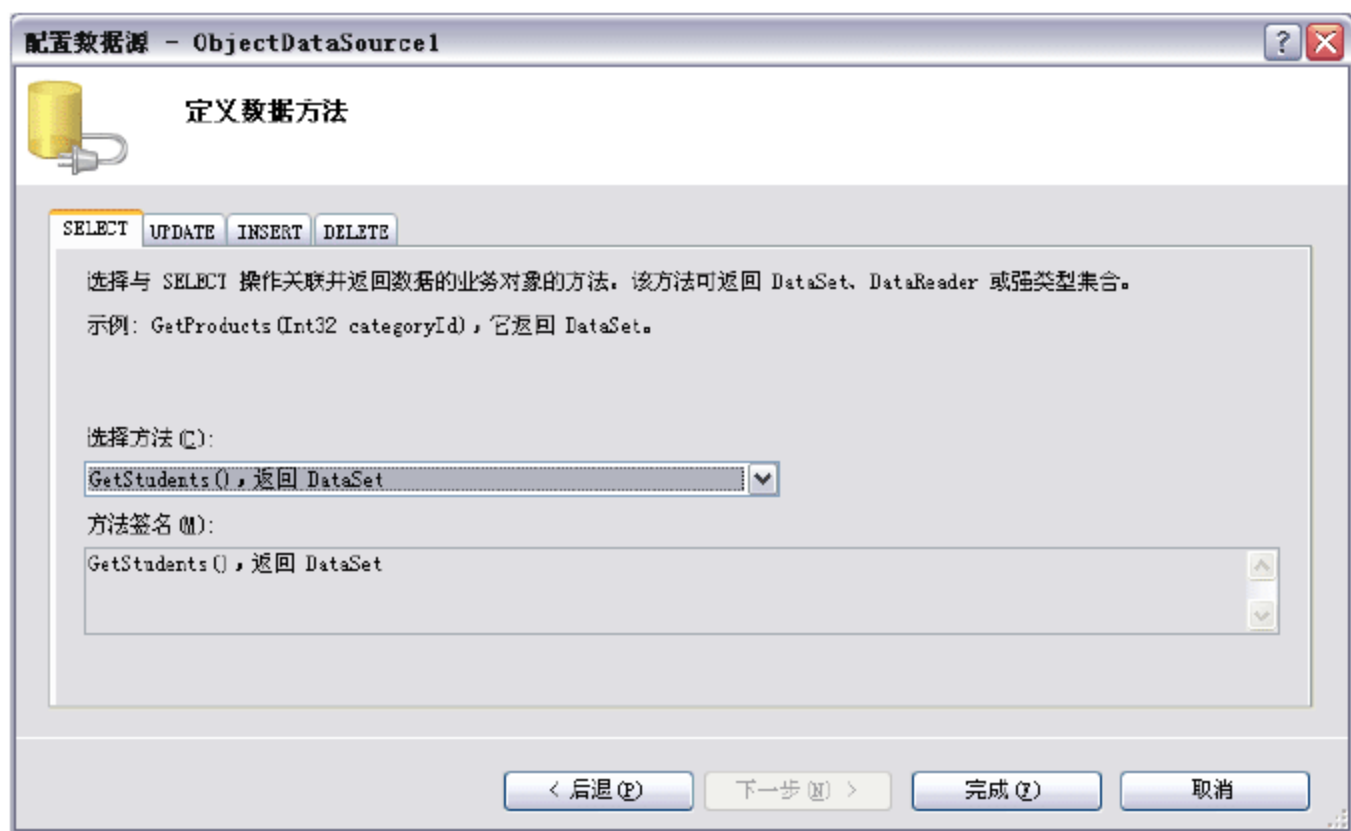 配置数据源 - ObjectDataSource1
定义数据方法
SELECT UPDATE INSERT DELETE
选择与 SELECT 操作关联并返回数据的业务对象的方法。该方法可返回 DataSet、DataReader 或强类型集合。
示例: GetProducts(Int32 categoryId)，它返回 DataSet。
选择方法(C):
GetStudents()，返回 DataSet
方法签名(M):
GetStudents()，返回 DataSet
< 后退(P) 下一步(N) > 完成(F) 取消